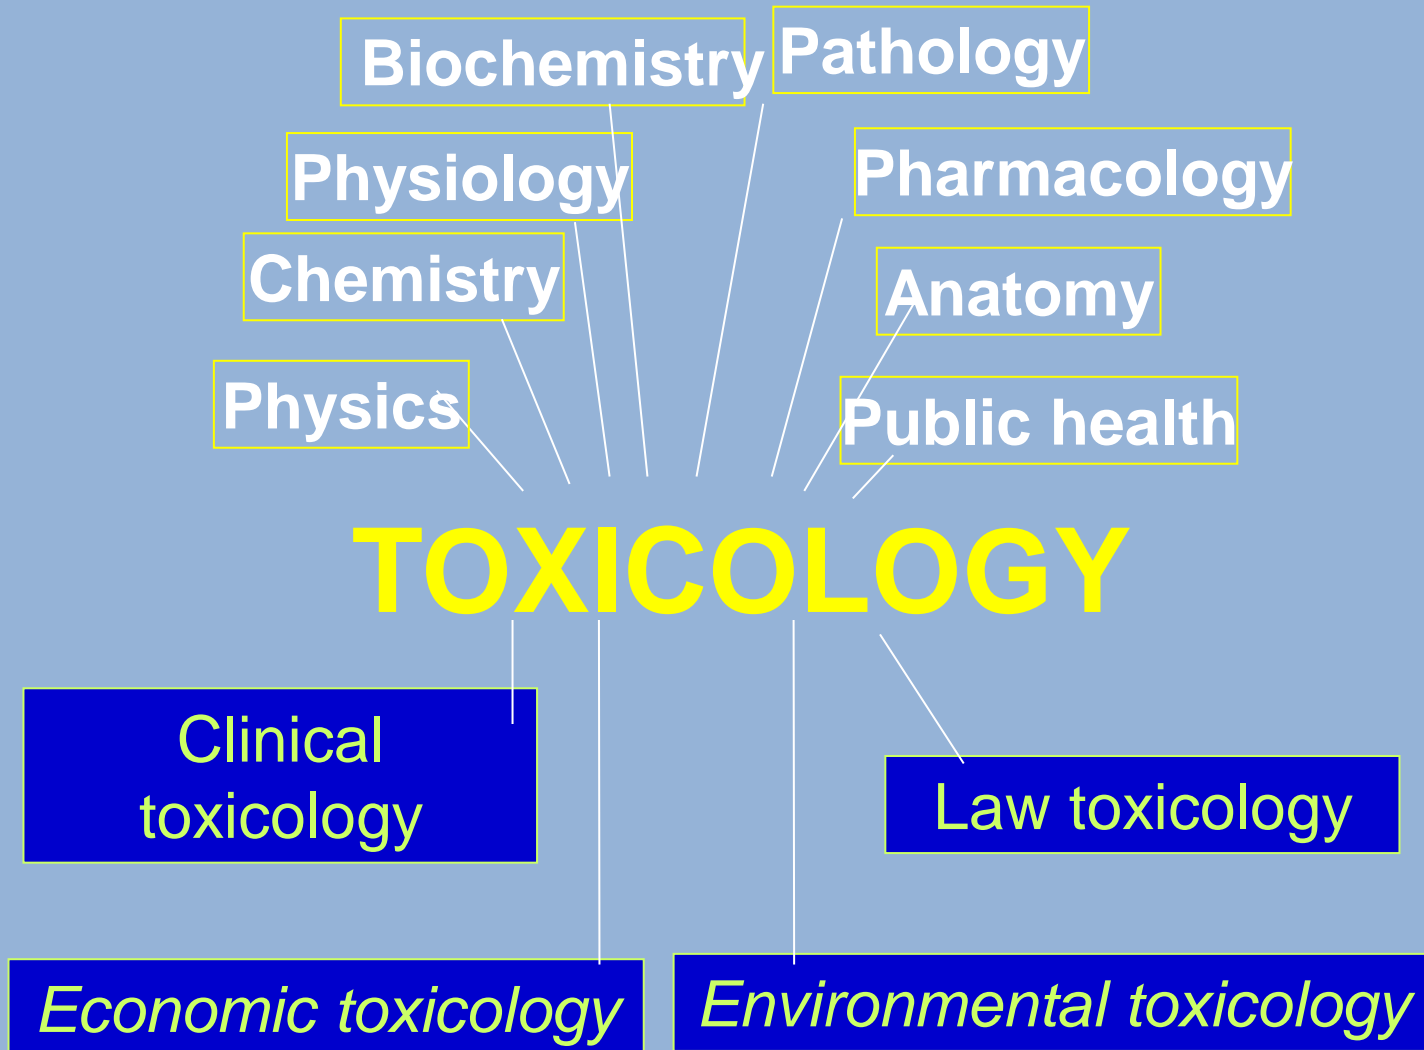 Biochemistry
Pathology
Physiology
Pharmacology
Chemistry
Anatomy
Physics
Public health
TOXICOLOGY
Clinical
toxicology
Law toxicology
Economic toxicology
Environmental toxicology